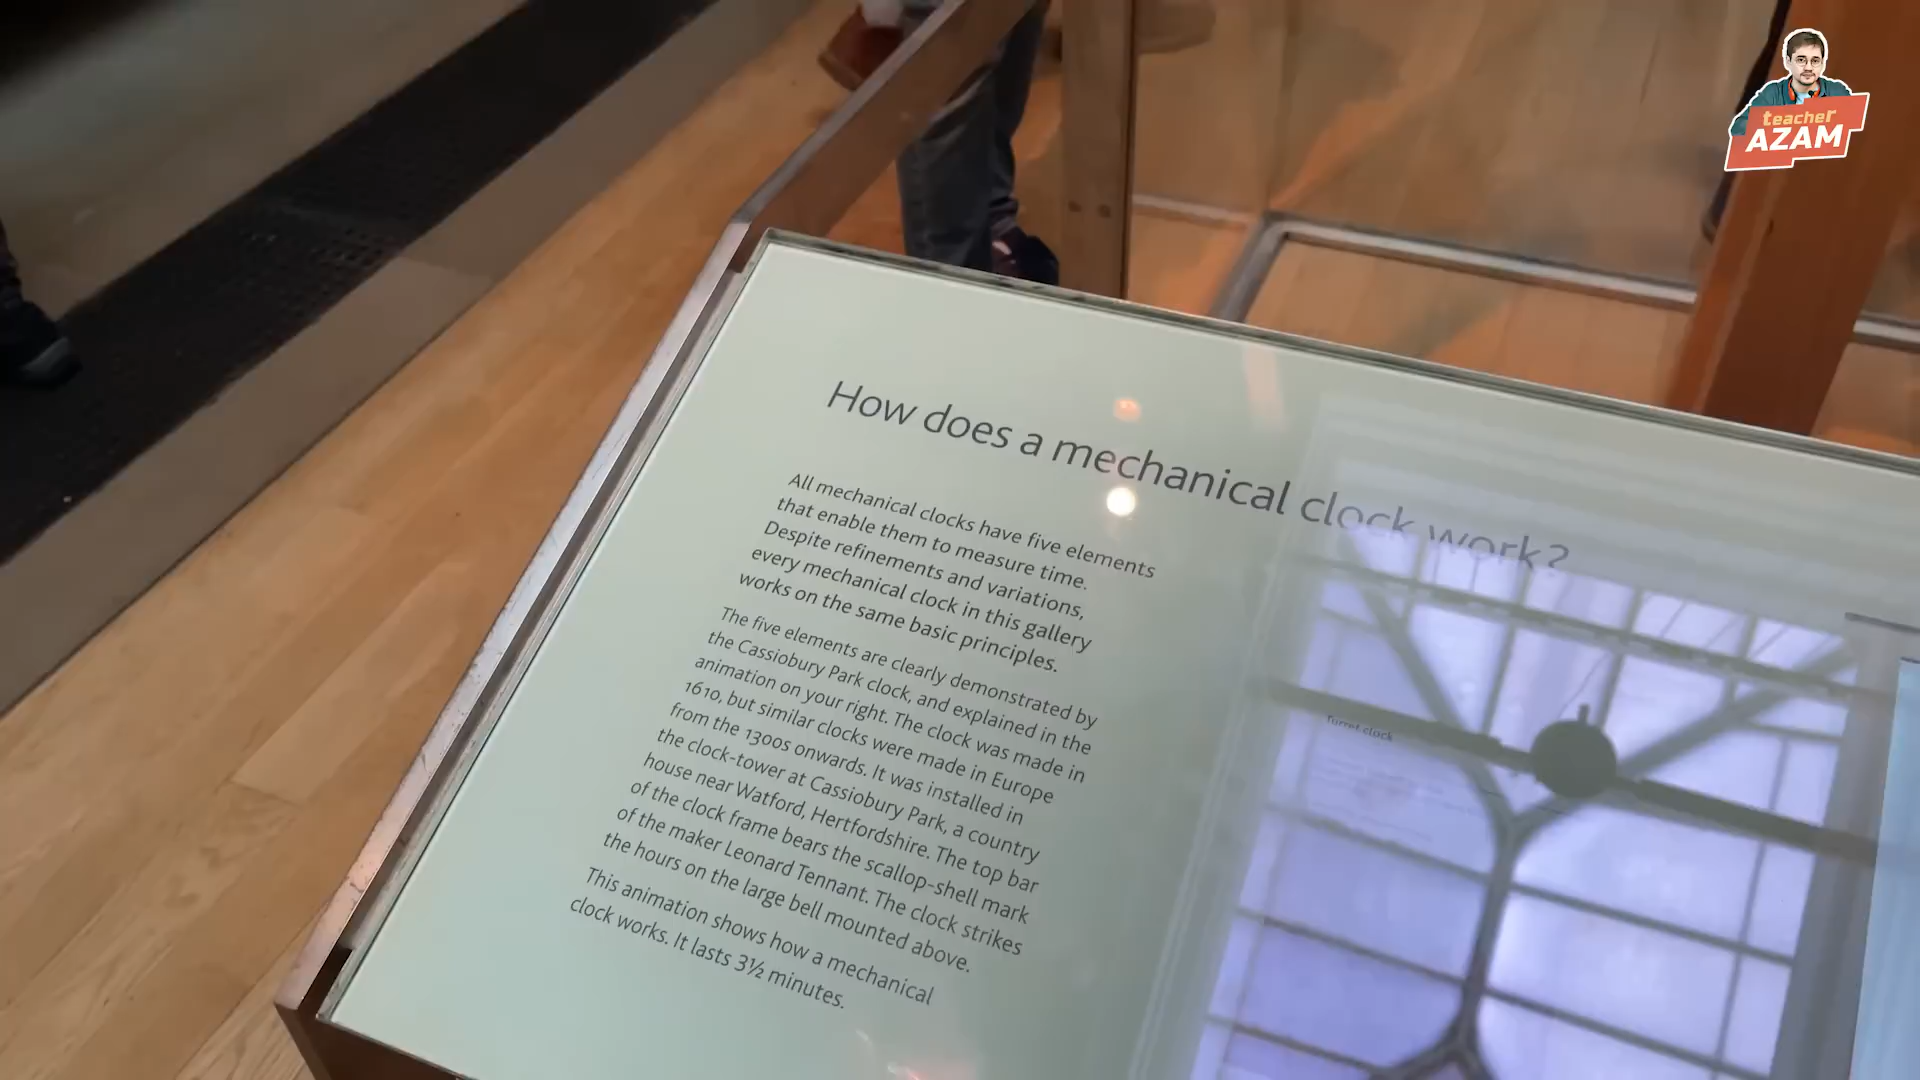 teacher
AZAM
How does a mechanical clock work?
All mechanical clocks have five elements
that enable them to measure time.
Despite refinements and variations,
every mechanical clock in this gallery
works on the same basic principles.
The five elements are clearly demonstrated by
the Cassiobury Park clock, and explained in the
animation on your right. The clock was made in
1610, but similar clocks were made in Europe
from the 1300s onwards. It was installed in
the clock-tower at Cassiobury Park, a country
house near Watford, Hertfordshire. The top bar
of the clock frame bears the scallop-shell mark
of the maker Leonard Tennant. The clock strikes
the hours on the large bell mounted above.
This animation shows how a mechanical
clock works. It lasts 3½ minutes.
Turret clock